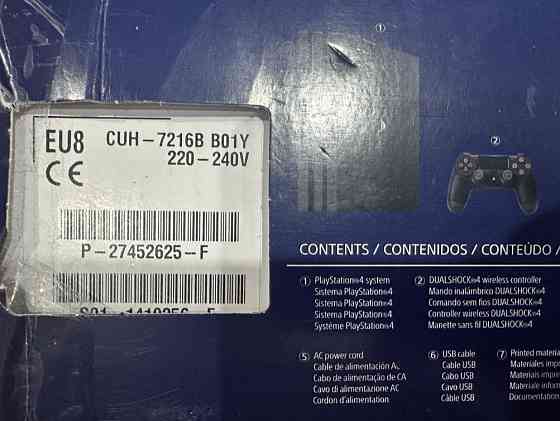 EU8 CUH-7216B B01Y
220-240V
CE
P-27452625-F
①
②
CONTENTS / CONTENIDOS / CONTEÚDO /
① PlayStation®4 system
Sistema PlayStation®4
Sistema PlayStation®4
Sistema PlayStation®4
Système PlayStation®4
② DUALSHOCK®4 wireless controller
Mando inalámbrico DUALSHOCK®4
Comando sem fios DUALSHOCK®4
Controller wireless DUALSHOCK®4
Manette sans fil DUALSHOCK®4
⑤ AC power cord
Cable de alimentación
Cabo de alimentação de CA
Cavo di alimentazione AC
Cordon d'alimentation
⑥ USB cable
Cable USB
Cabo USB
Cavo USB
Câble USB
⑦ Printed
Materiales
Materiais
Materiale
Documentation